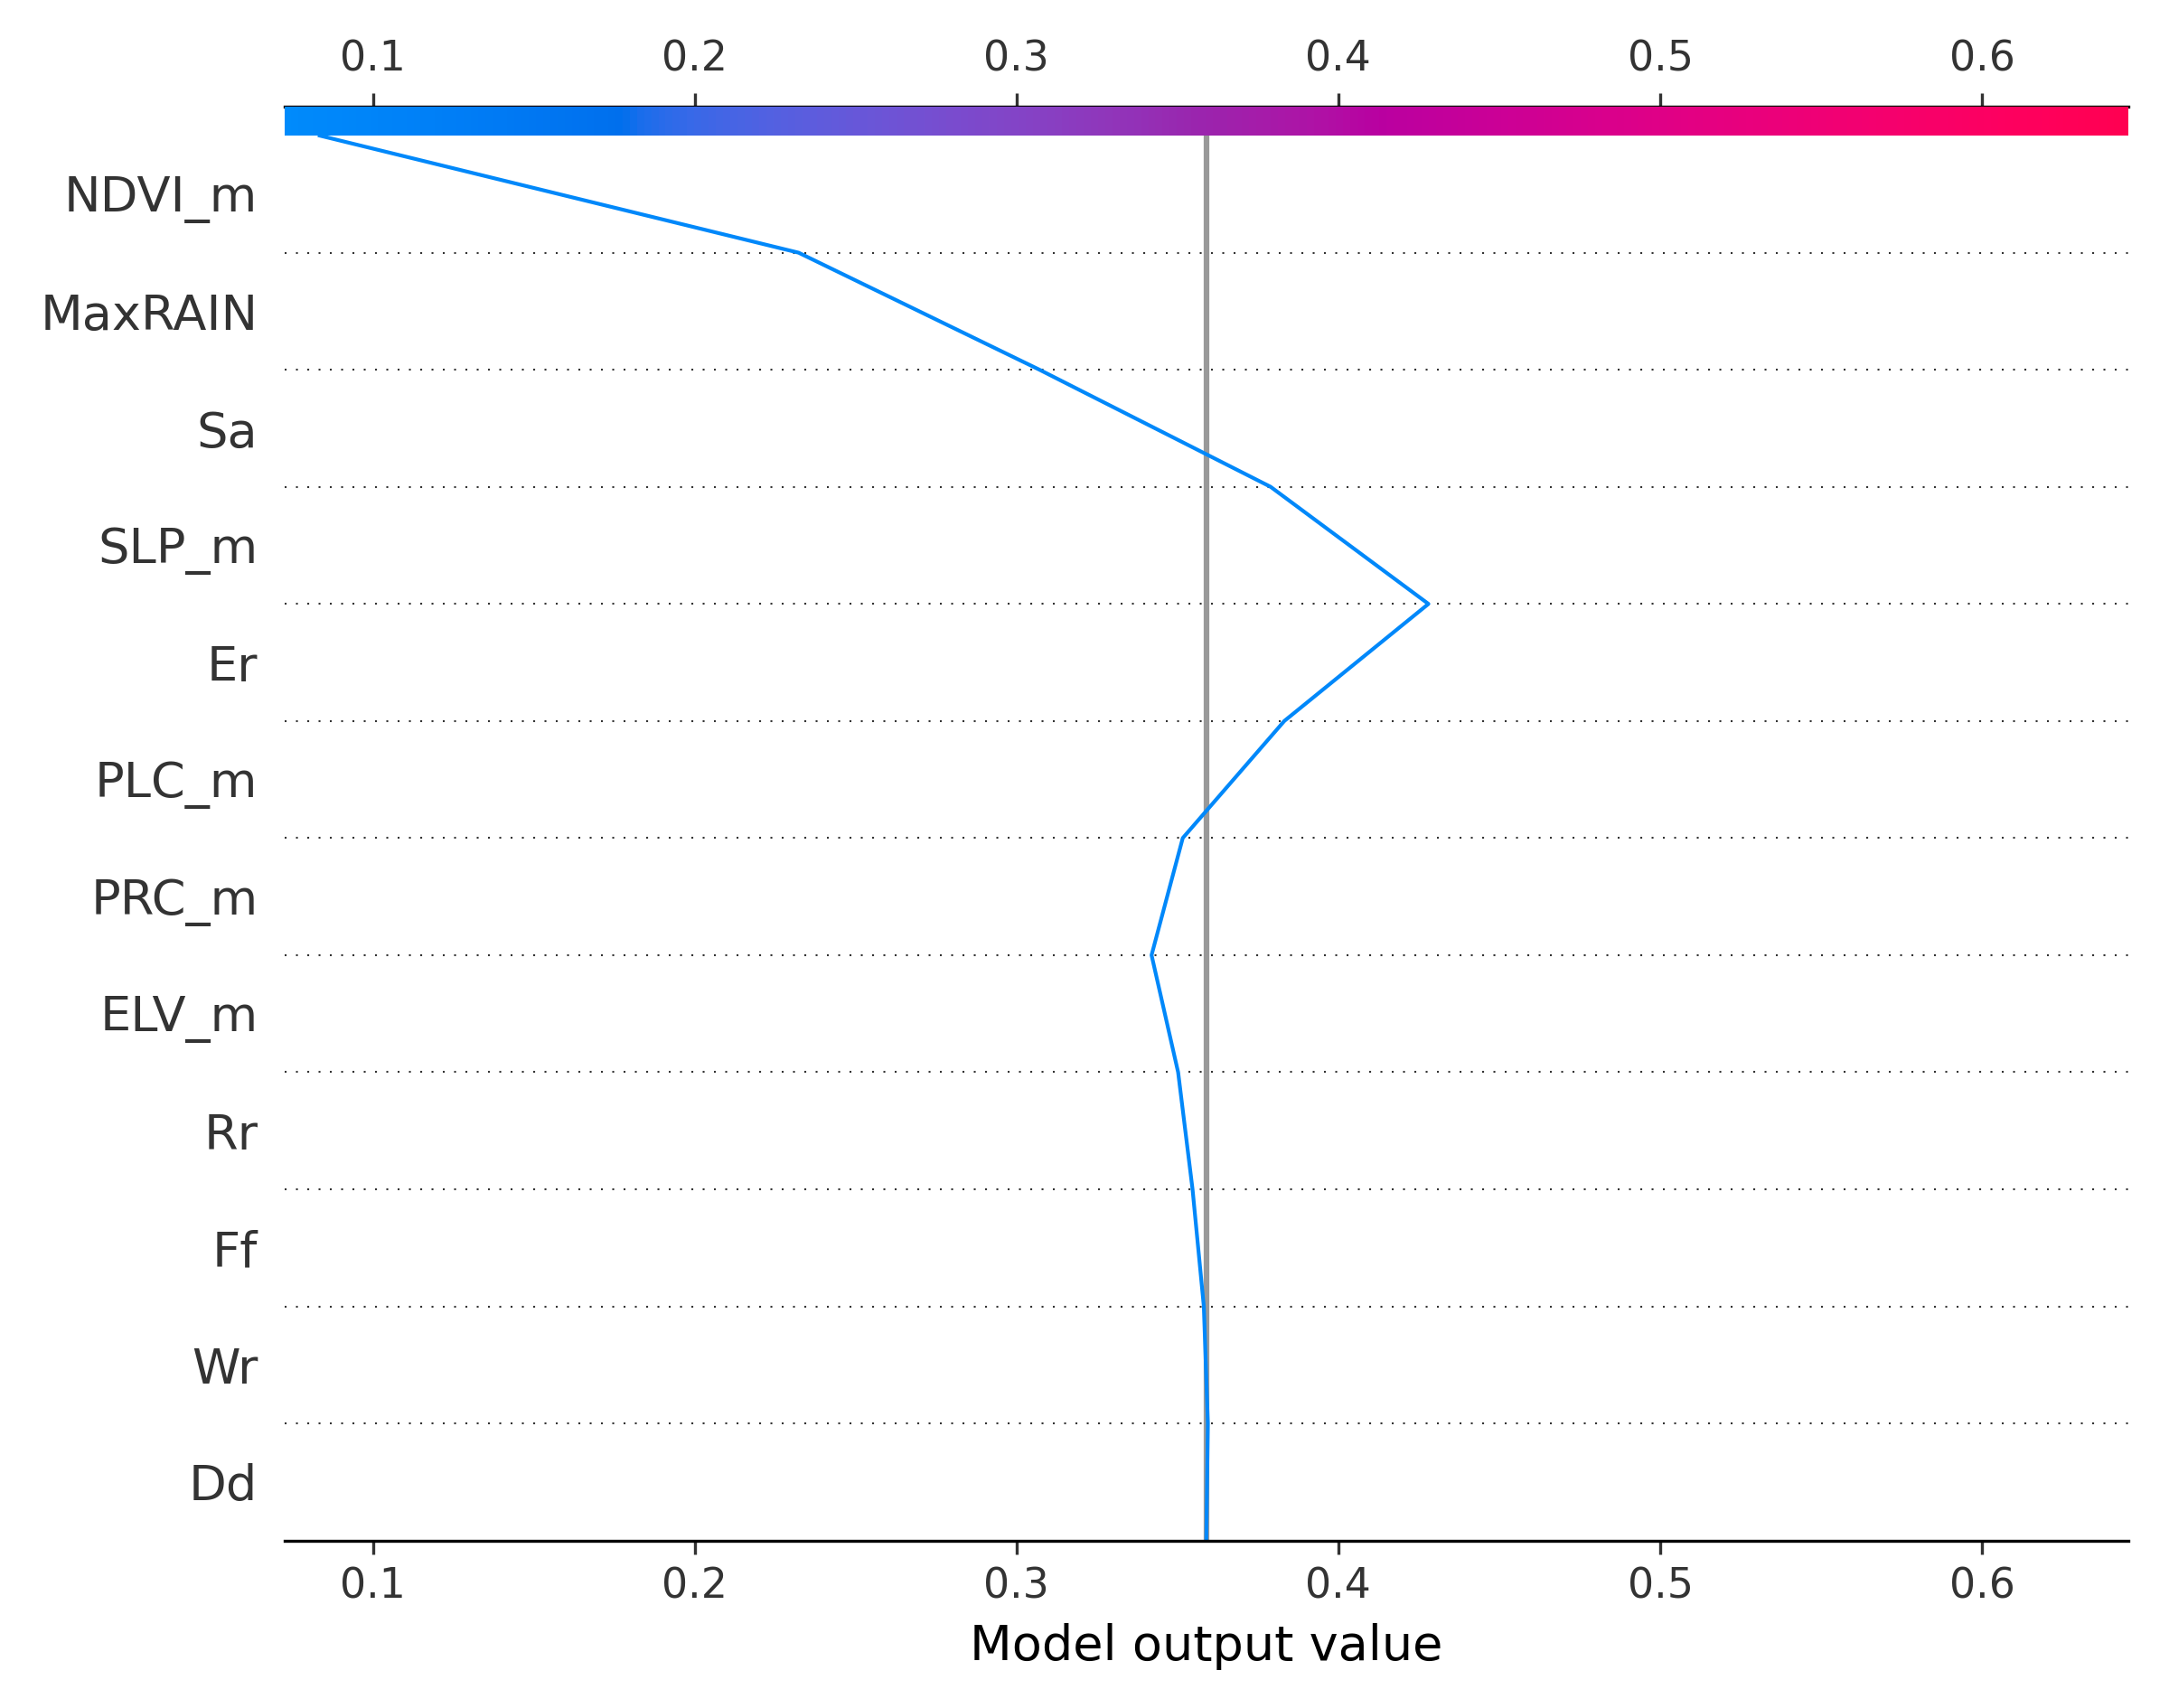 0.1 0.2 0.3 0.4 0.5 0.6
NDVI_m
MaxRAIN
Sa
SLP_m
Er
PLC_m
PRC_m
ELV_m
Rr
Ff
Wr
Dd
0.1 0.2 0.3 0.4 0.5 0.6
Model output value